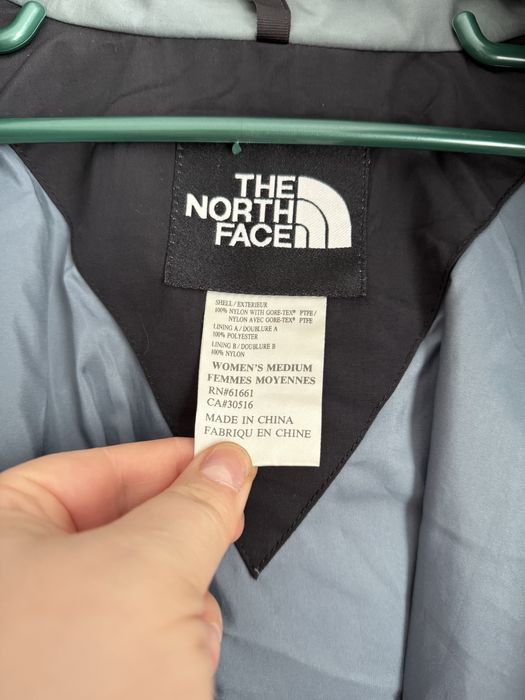 THE
NORTH
FACE
SHELL/EXTERIEUR
100% NYLON WITH GORE-TEX® PTFE/
NYLON AVEC GORE-TEX® PTFE
LINING A/DOUBLURE A
100% POLYESTER
LINING B/DOUBLURE B
100% NYLON
WOMEN'S MEDIUM
FEMMES MOYENNES
RN#61661
CA#30516
MADE IN CHINA
FABRIQU EN CHINE